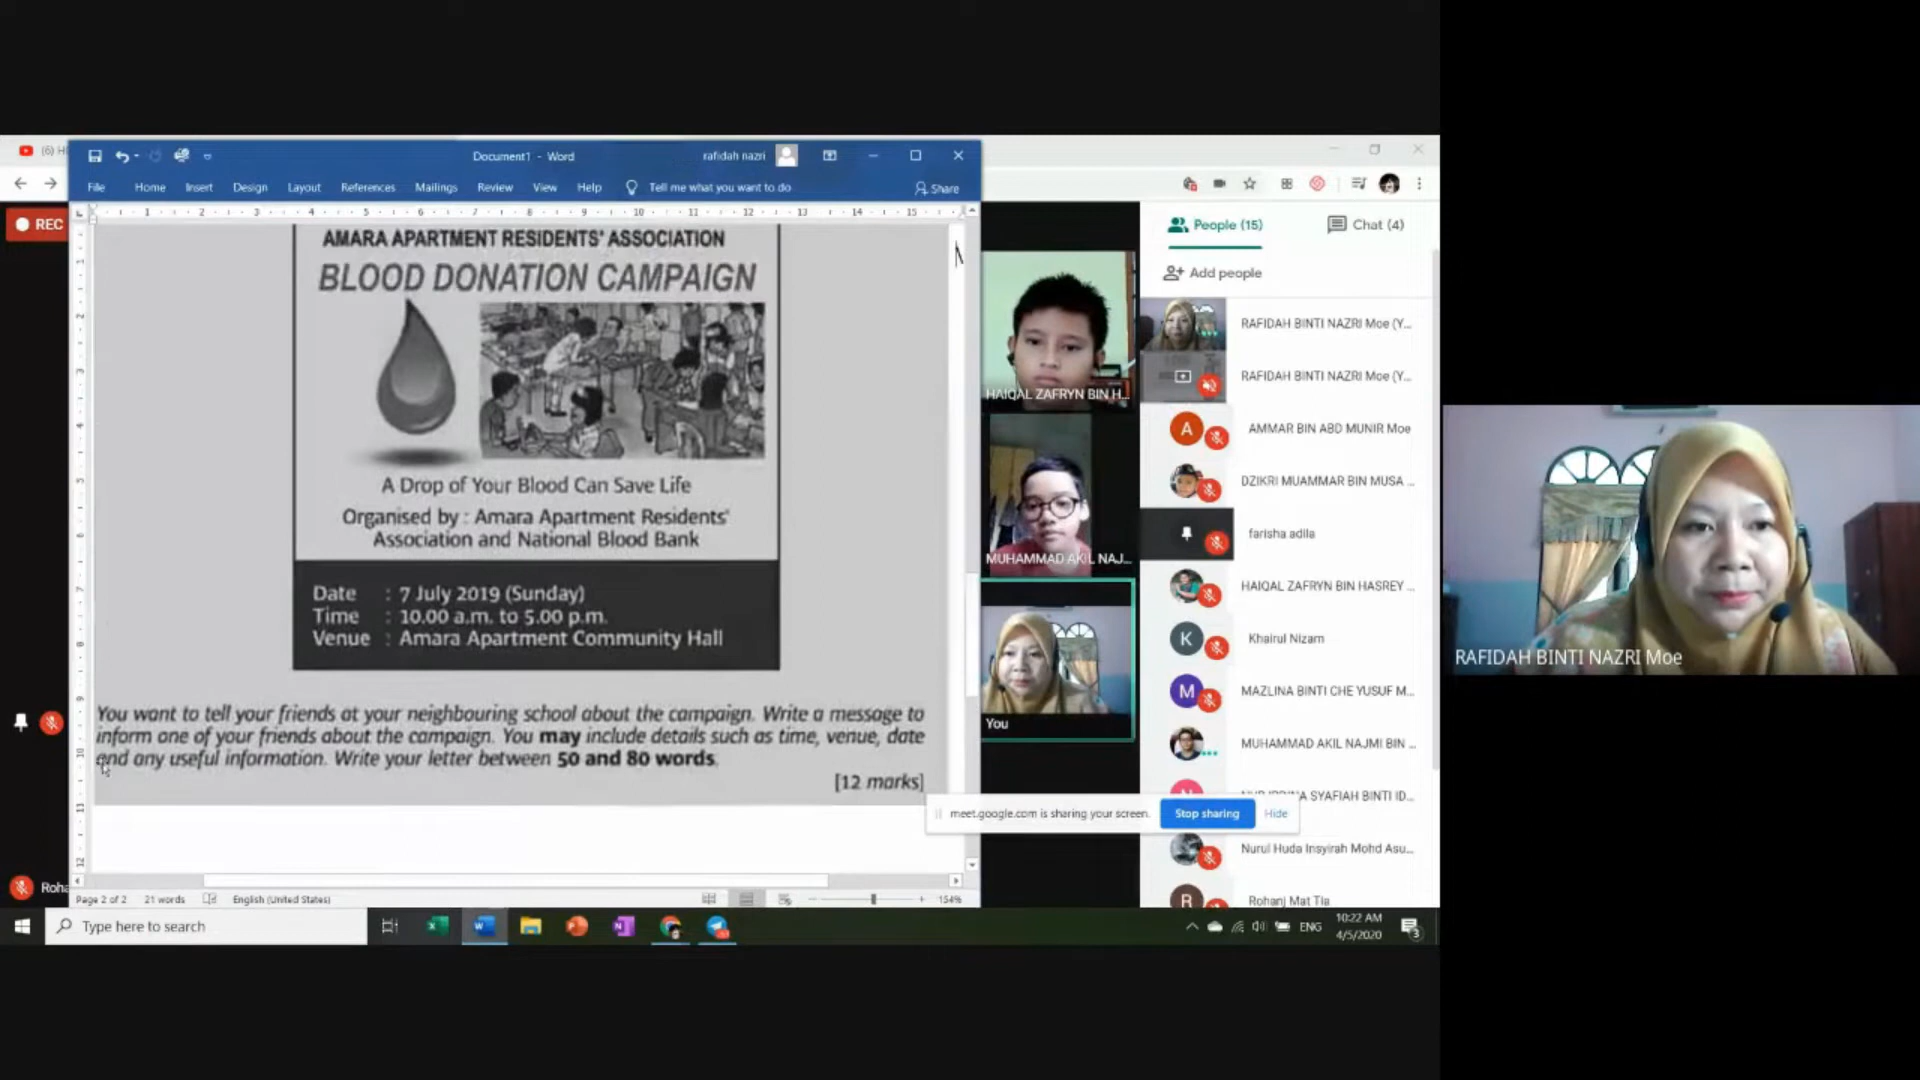 (6) H
Document1 - Word
rafidah nazri
File Home Insert Design Layout References Mailings Review View Help Tell me what you want to do
Share
REC
AMARA APARTMENT RESIDENTS' ASSOCIATION
BLOOD DONATION CAMPAIGN
A Drop of Your Blood Can Save Life
Organised by : Amara Apartment Residents'
Association and National Blood Bank
Date : 7 July 2019 (Sunday)
Time : 10.00 a.m. to 5.00 p.m.
Venue : Amara Apartment Community Hall
You want to tell your friends at your neighbouring school about the campaign. Write a message to
inform one of your friends about the campaign. You may include details such as time, venue, date
and any useful information. Write your letter between 50 and 80 words.
[12 marks]
Roha
Page 2 of 2 21 words English (United States)
154%
HAIQAL ZAFRYN BIN H...
MUHAMMAD AKIL NAJ...
You
People (15)
Chat (4)
Add people
RAFIDAH BINTI NAZRI Moe (Y...
RAFIDAH BINTI NAZRI Moe (Y...
A AMMAR BIN ABD MUNIR Moe
DZIKRI MUAMMAR BIN MUSA ...
farisha adila
HAIQAL ZAFRYN BIN HASREY ...
K Khairul Nizam
M MAZLINA BINTI CHE YUSUF M...
MUHAMMAD AKIL NAJMI BIN ...
A SYAFIAH BINTI ID...
meet.google.com is sharing your screen.
Stop sharing
Hide
Nurul Huda Insyirah Mohd Asu...
R
Type here to search
ENG
10:22 AM
4/5/2020
3
RAFIDAH BINTI NAZRI Moe